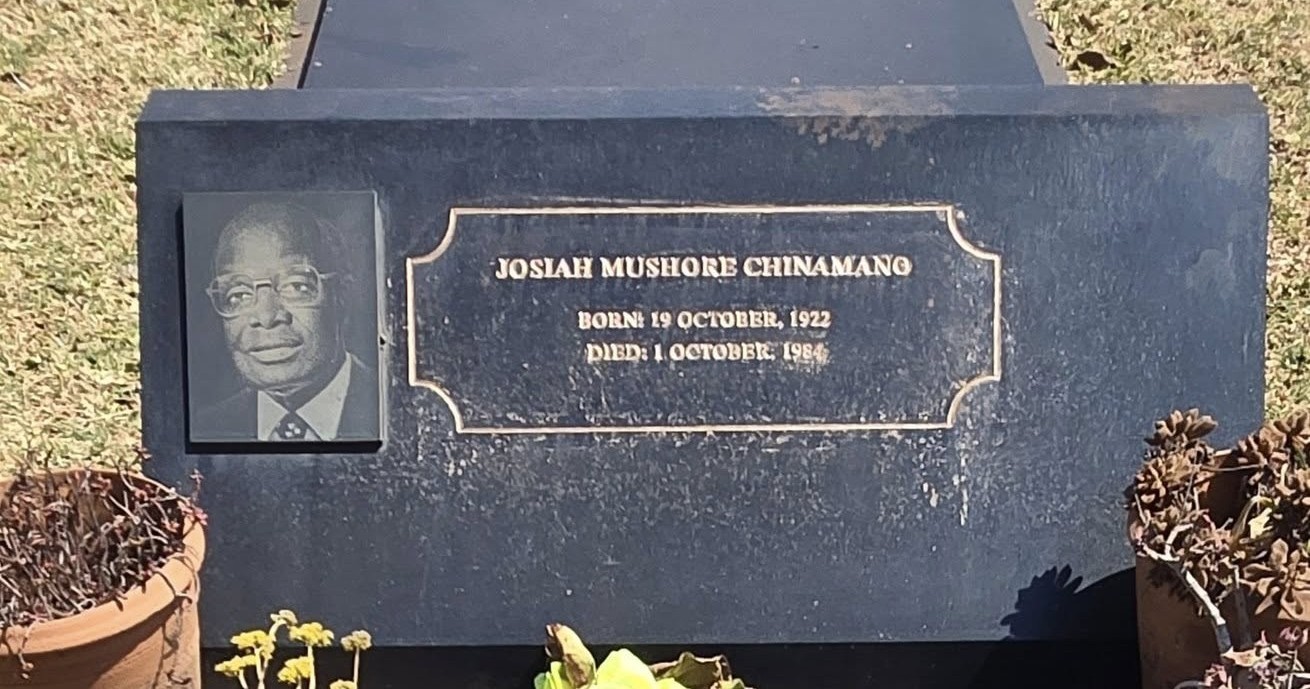 JOSIAH MUSHORE CHINAMANO
BORN: 19 OCTOBER, 1922
DIED: 1 OCTOBER, 1984